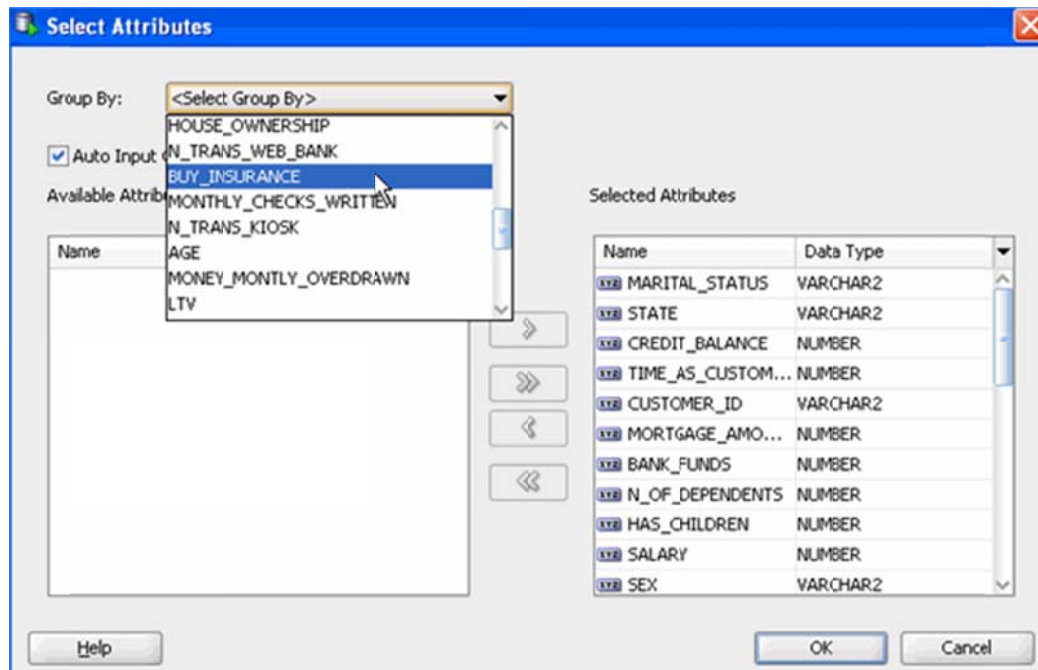 Select Attributes
Group By: <Select Group By>
HOUSE_OWNERSHIP
N_TRANS_WEB_BANK
BUY_INSURANCE
MONTHLY_CHECKS_WRITTEN
N_TRANS_KIOSK
AGE
MONEY_MONTLY_OVERDRAWN
LTV
Auto Input
Available Attrib
Name
Selected Attributes
Name Data Type
MARITAL_STATUS VARCHAR2
STATE VARCHAR2
CREDIT_BALANCE NUMBER
TIME_AS_CUSTOM... NUMBER
CUSTOMER_ID VARCHAR2
MORTGAGE_AMO... NUMBER
BANK_FUNDS NUMBER
N_OF_DEPENDENTS NUMBER
HAS_CHILDREN NUMBER
SALARY NUMBER
SEX VARCHAR2
Help OK Cancel